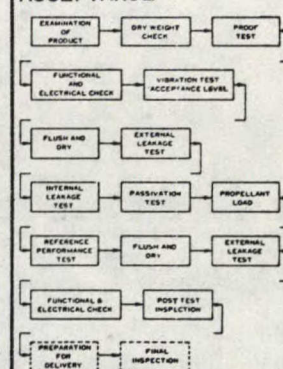 ACCEPTANCE
EXAMINATION
OF
PRODUCT
DRY WEIGHT
CHECK
PROOF
TEST
FUNCTIONAL
AND
ELECTRICAL CHECK
VIBRATION TEST
ACCEPTANCE LEVEL
FLUSH AND
DRY
EXTERNAL
LEAKAGE
TEST
INTERNAL
LEAKAGE
TEST
PASSIVATION
TEST
PROPELLANT
LOAD
REFERENCE
PERFORMANCE
TEST
FLUSH AND
DRY
EXTERNAL
LEAKAGE
TEST
FUNCTIONAL &
ELECTRICAL CHECK
POST TEST
INSPECTION
PREPARATION
FOR
DELIVERY
FINAL
INSPECTION